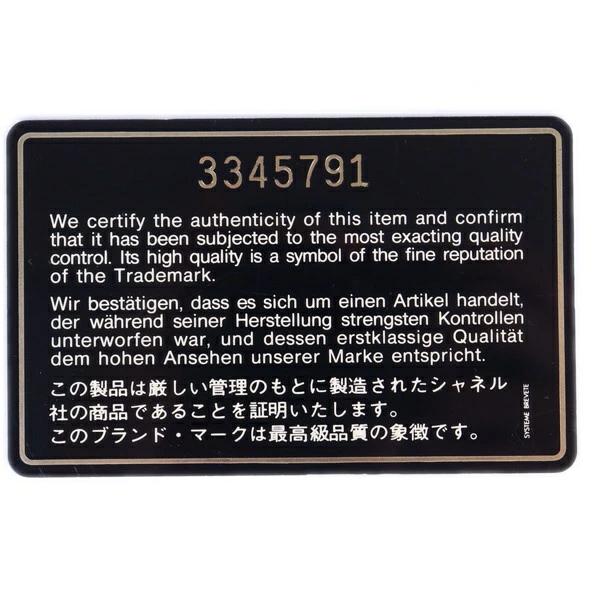 3345791
We certify the authenticity of this item and confirm
that it has been subjected to the most exacting quality
control. Its high quality is a symbol of the fine reputation
of the Trademark.
Wir bestätigen, dass es sich um einen Artikel handelt,
der während seiner Herstellung strengsten Kontrollen
unterworfen war, und dessen erstklassige Qualität
dem hohen Ansehen unserer Marke entspricht.
この製品は厳しい管理のもとに製造されたシャネル
社の商品であることを証明いたします。
このブランド・マークは最高級品質の象徴です。
SYSTEME BREVETE